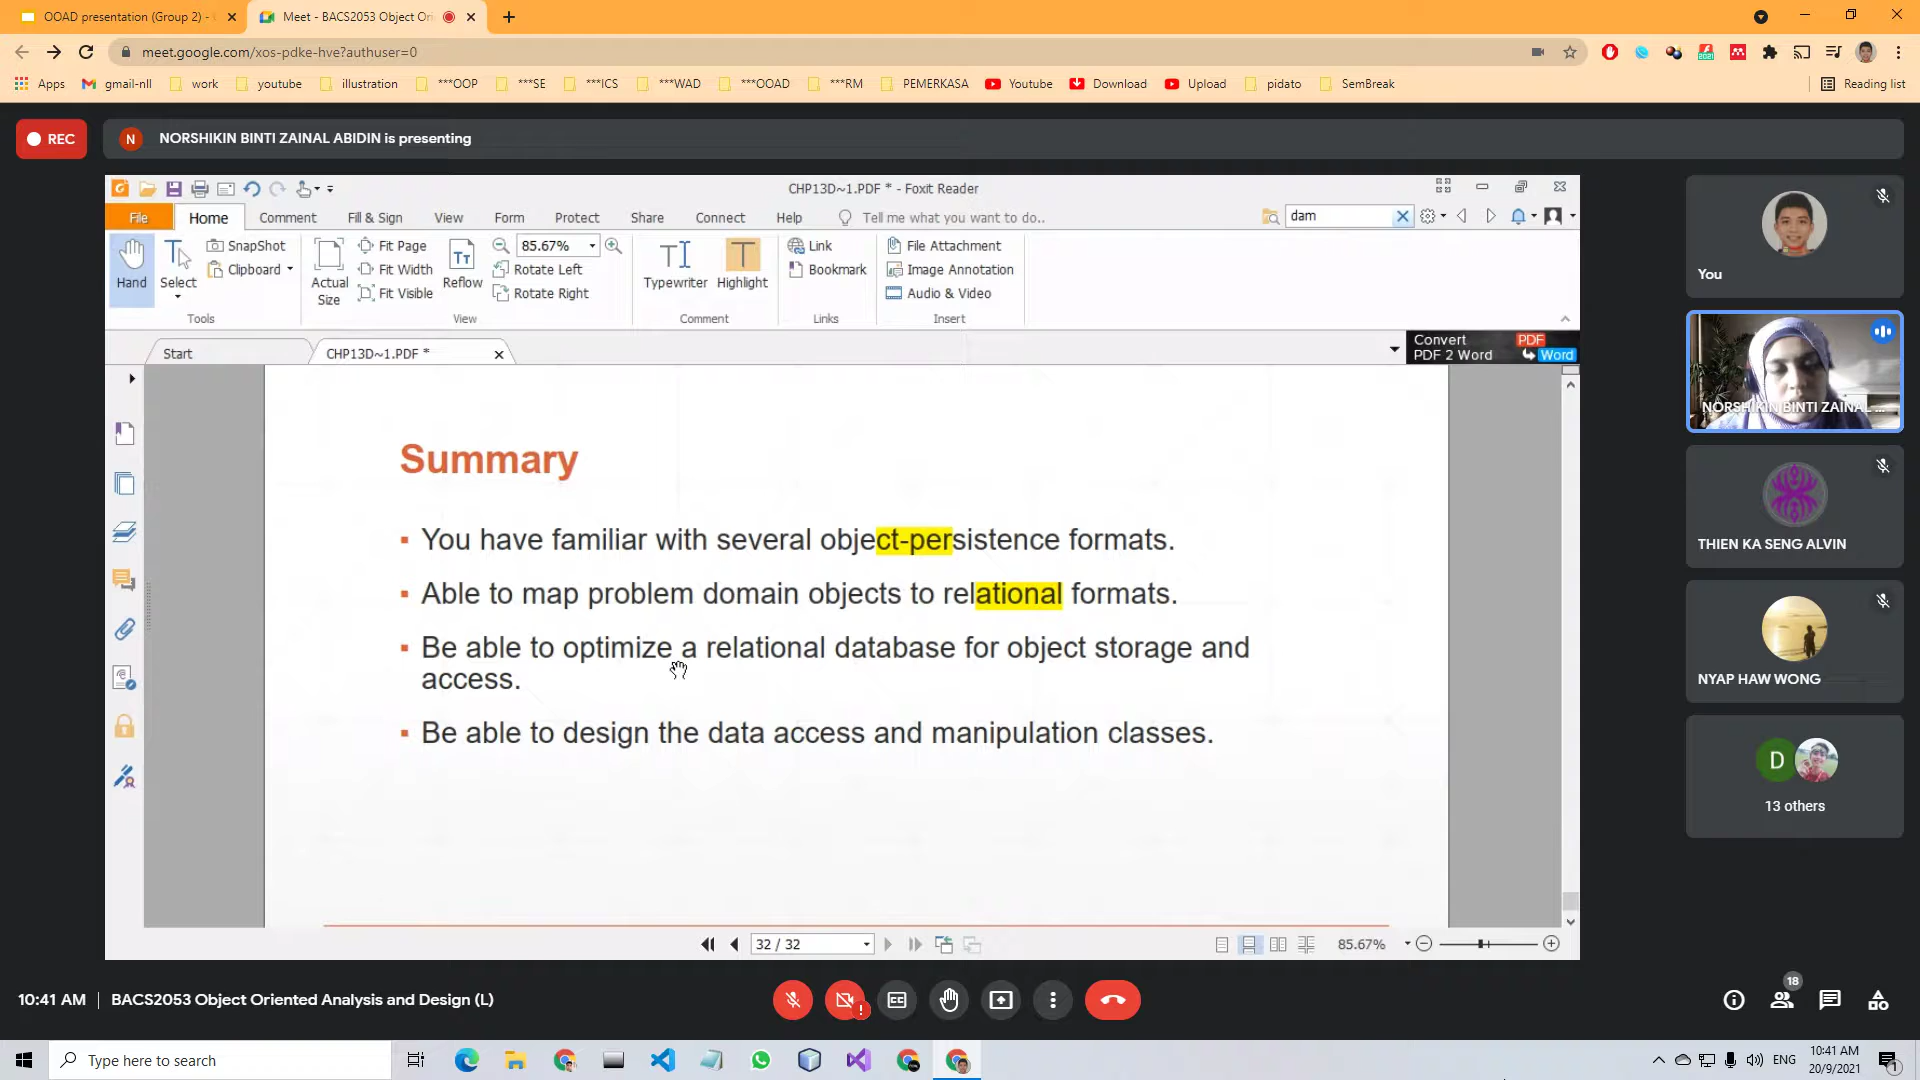 OOAD presentation (Group 2) -
Meet - BACS2053 Object Ori
meet.google.com/xos-pdke-hve?authuser=0
Apps
gmail-nll
work
youtube
illustration
***OOP
***SE
***ICS
***WAD
***OOAD
***RM
PEMERKASA
Youtube
Download
Upload
pidato
SemBreak
Reading list
REC
N
NORSHIKIN BINTI ZAINAL ABIDIN is presenting
CHP13D~1.PDF * - Foxit Reader
File
Home
Comment
Fill & Sign
View
Form
Protect
Share
Connect
Help
Tell me what you want to do..
dam
Hand
Select
SnapShot
Clipboard
Tools
Actual
Size
Fit Page
Fit Width
Fit Visible
Reflow
85.67%
Rotate Left
Rotate Right
View
Typewriter
Highlight
Comment
Link
Bookmark
Links
File Attachment
Image Annotation
Audio & Video
Insert
Start
CHP13D~1.PDF *
Convert
PDF 2 Word
PDF
Word
Summary
You have familiar with several object-persistence formats.
Able to map problem domain objects to relational formats.
Be able to optimize a relational database for object storage and
access.
Be able to design the data access and manipulation classes.
32 / 32
85.67%
You
NORSHIKIN BINTI ZAINAL ...
THIEN KA SENG ALVIN
NYAP HAW WONG
D
13 others
10:41 AM
BACS2053 Object Oriented Analysis and Design (L)
18
Type here to search
ENG
10:41 AM
20/9/2021
1